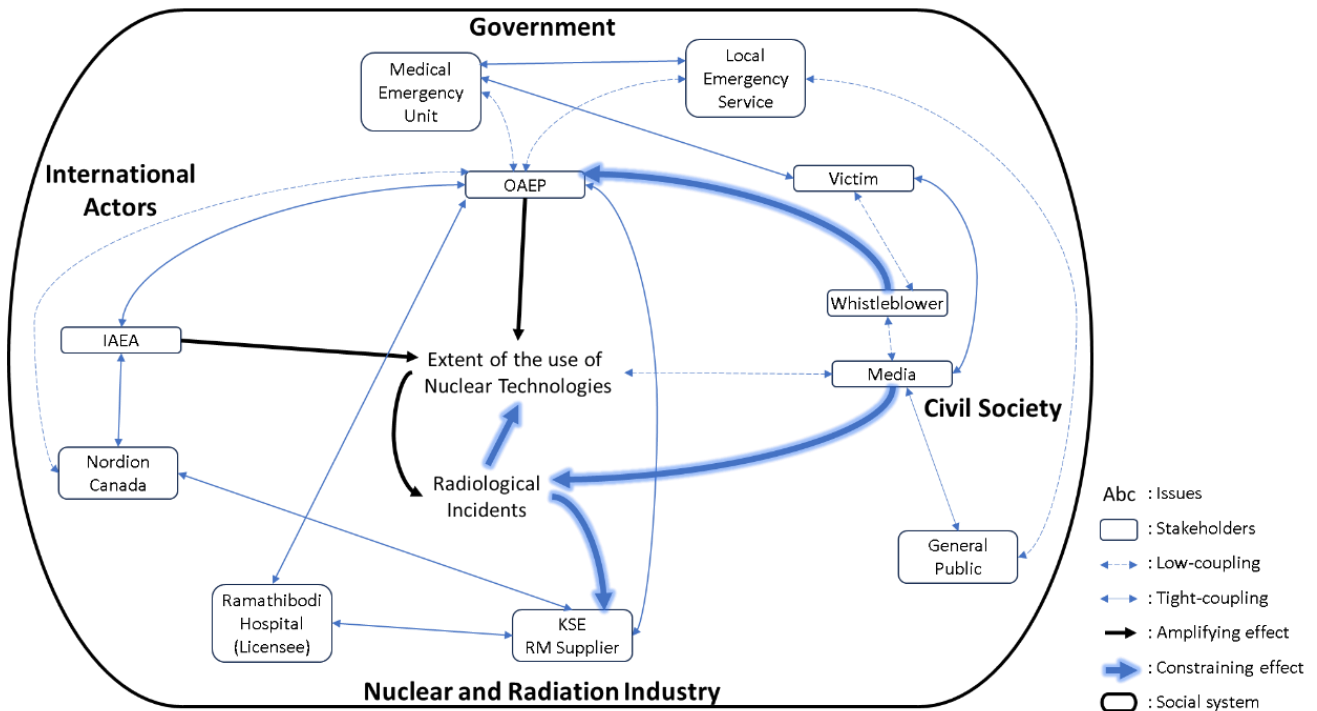 Government
Medical
Emergency
Unit
Local
Emergency
Service
International
Actors
OAEP
Victim
Whistleblower
IAEA
Extent of the use of
Nuclear Technologies
Media
Civil Society
Nordion
Canada
Radiological
Incidents
General
Public
Ramathibodi
Hospital
(Licensee)
KSE
RM Supplier
Nuclear and Radiation Industry
Abc : Issues
: Stakeholders
: Low-coupling
: Tight-coupling
: Amplifying effect
: Constraining effect
: Social system